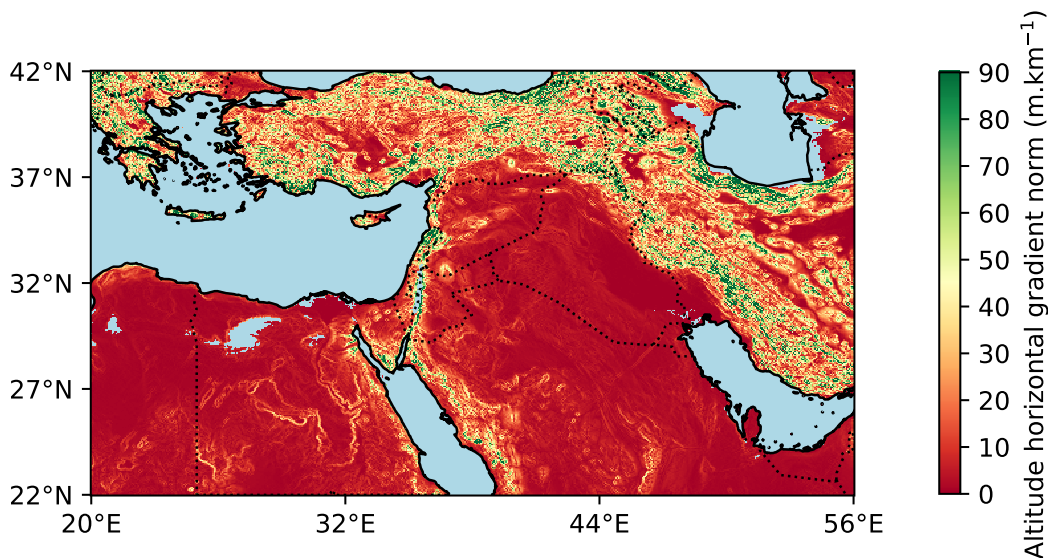 42°N
37°N
32°N
27°N
22°N
20°E
32°E
44°E
56°E
90
80
70
60
50
40
30
20
10
0
Altitude horizontal gradient norm (m.km⁻¹)